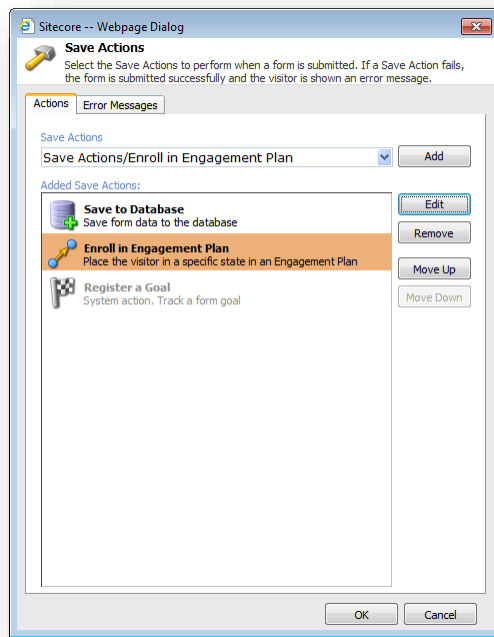 Sitecore -- Webpage Dialog
Save Actions
Select the Save Actions to perform when a form is submitted. If a Save Action fails,
the form is submitted successfully and the visitor is shown an error message.
Actions
Error Messages
Save Actions
Save Actions/Enroll in Engagement Plan
Add
Added Save Actions:
Save to Database
Save form data to the database
Edit
Remove
Enroll in Engagement Plan
Place the visitor in a specific state in an Engagement Plan
Move Up
Register a Goal
System action. Track a form goal
Move Down
OK
Cancel